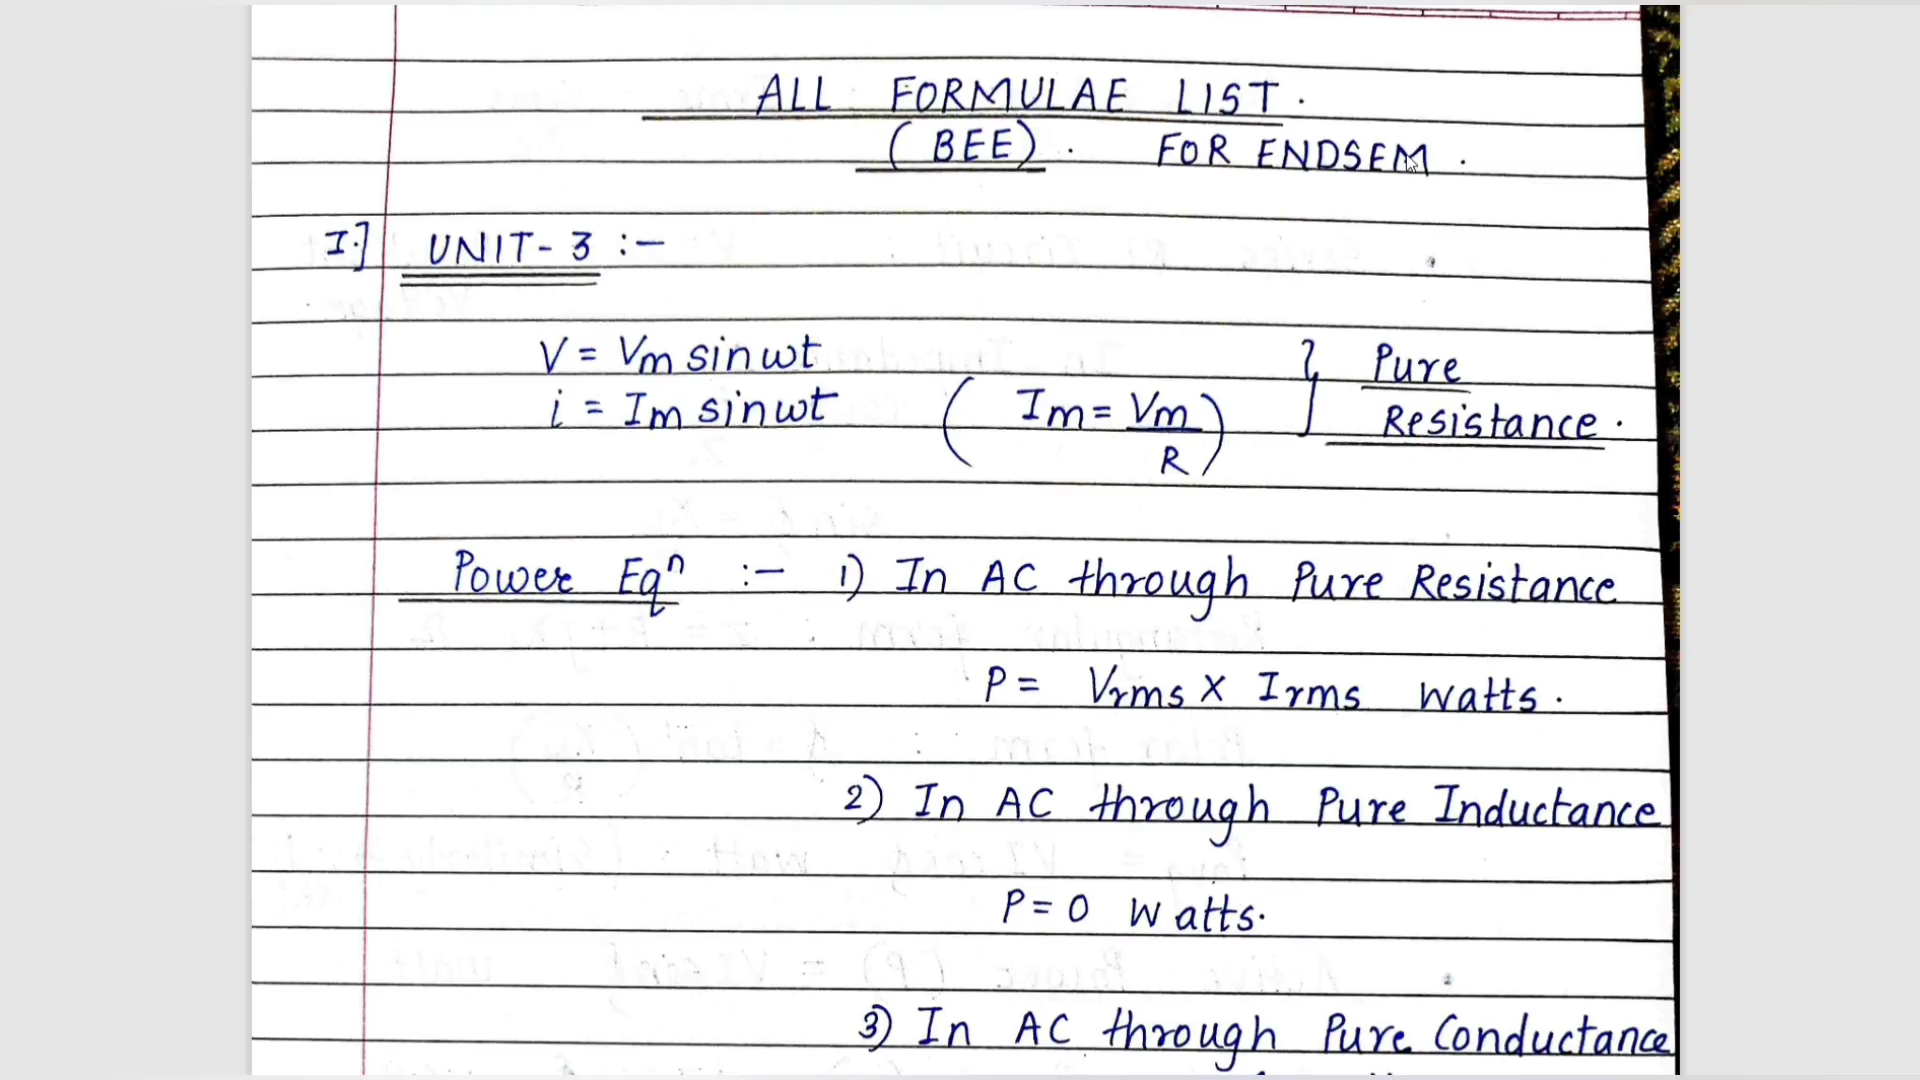 ALL FORMULAE LIST.
(BEE). FOR ENDSEM.
I.] UNIT-3 :-
V = Vm sinwt
i = Im sinwt ( Im = Vm/R ) } Pure Resistance.
Power Eqⁿ :- 1) In AC through Pure Resistance
P = Vrms X Irms Watts.
2) In AC through Pure Inductance
P = 0 Watts.
3) In AC through Pure Conductance